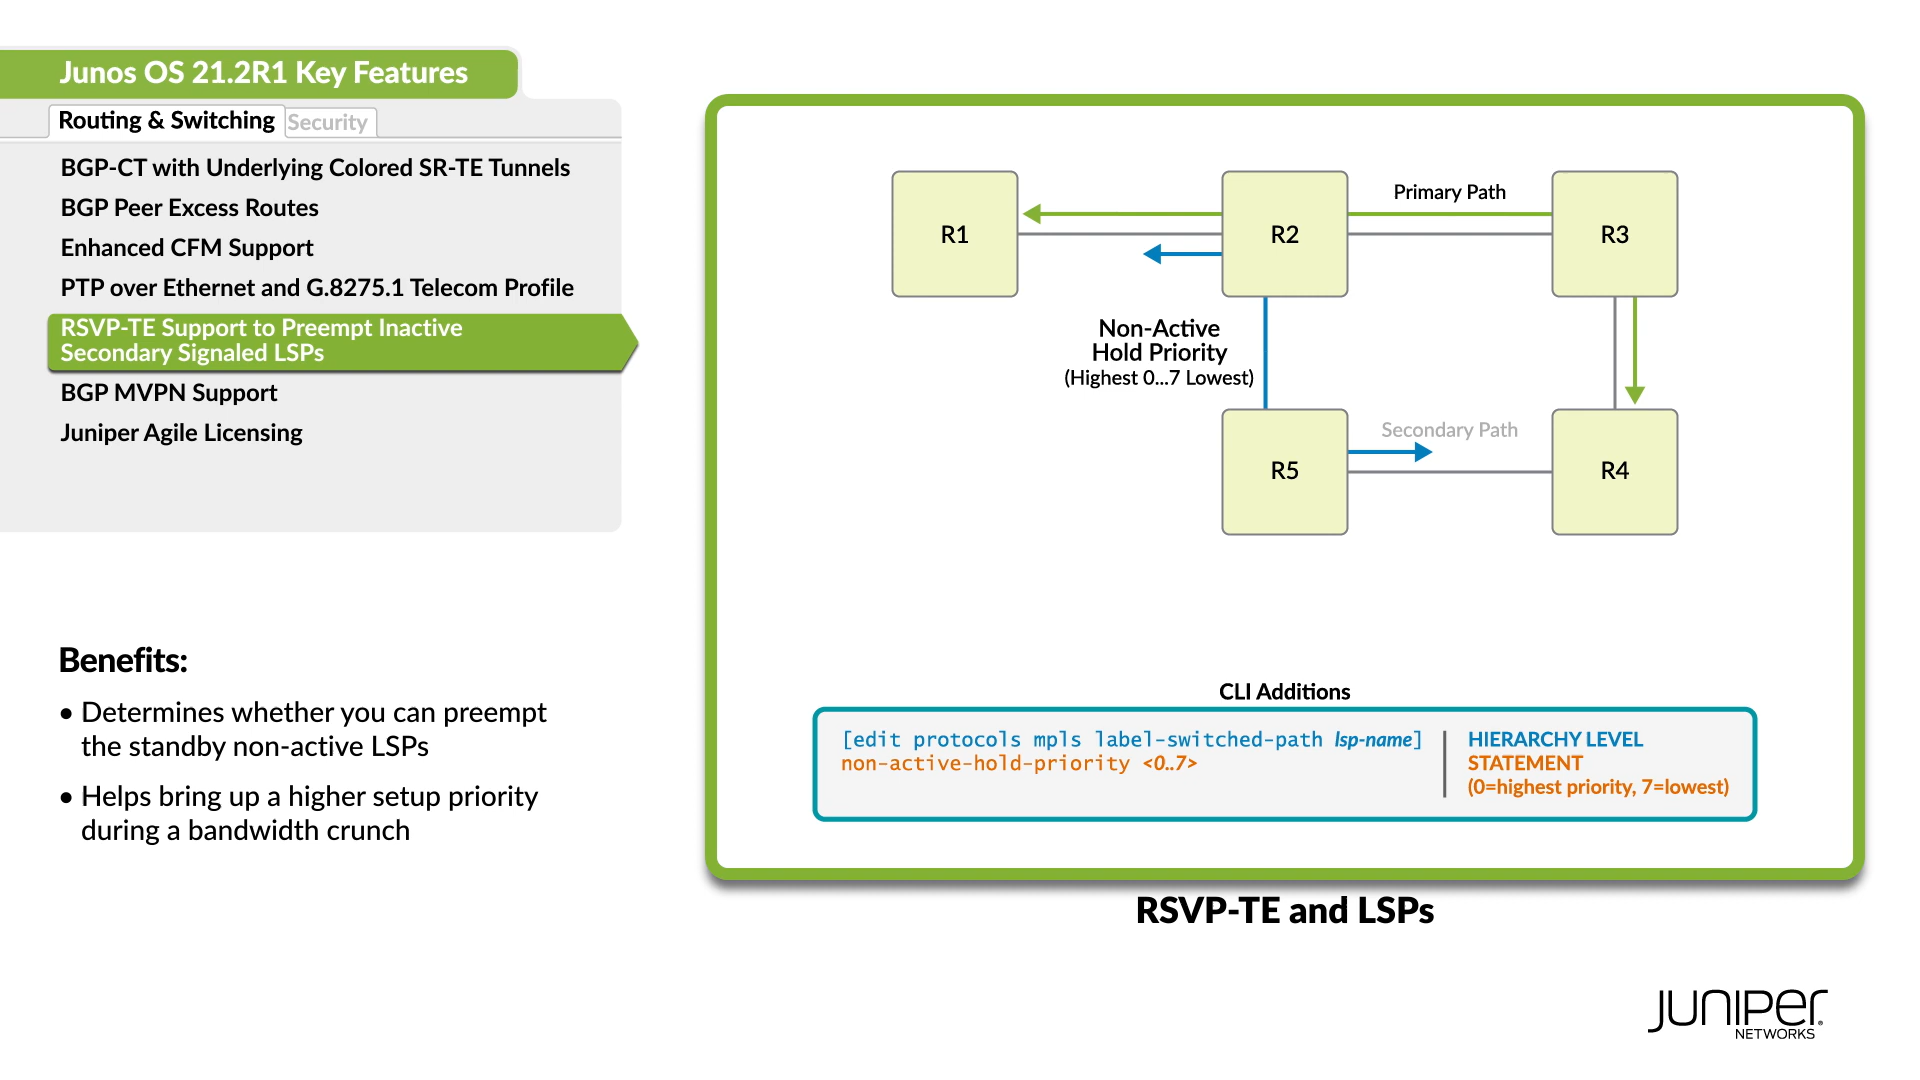 Junos OS 21.2R1 Key Features
Routing & Switching
Security
BGP-CT with Underlying Colored SR-TE Tunnels
BGP Peer Excess Routes
Enhanced CFM Support
PTP over Ethernet and G.8275.1 Telecom Profile
RSVP-TE Support to Preempt Inactive
Secondary Signaled LSPs
BGP MVPN Support
Juniper Agile Licensing
Benefits:
• Determines whether you can preempt
the standby non-active LSPs
• Helps bring up a higher setup priority
during a bandwidth crunch
R1
R2
Primary Path
R3
Non-Active
Hold Priority
(Highest 0...7 Lowest)
R5
Secondary Path
R4
CLI Additions
[edit protocols mpls label-switched-path lsp-name]
non-active-hold-priority <0..7>
HIERARCHY LEVEL
STATEMENT
(0=highest priority, 7=lowest)
RSVP-TE and LSPs
JUNIPer
NETWORKS